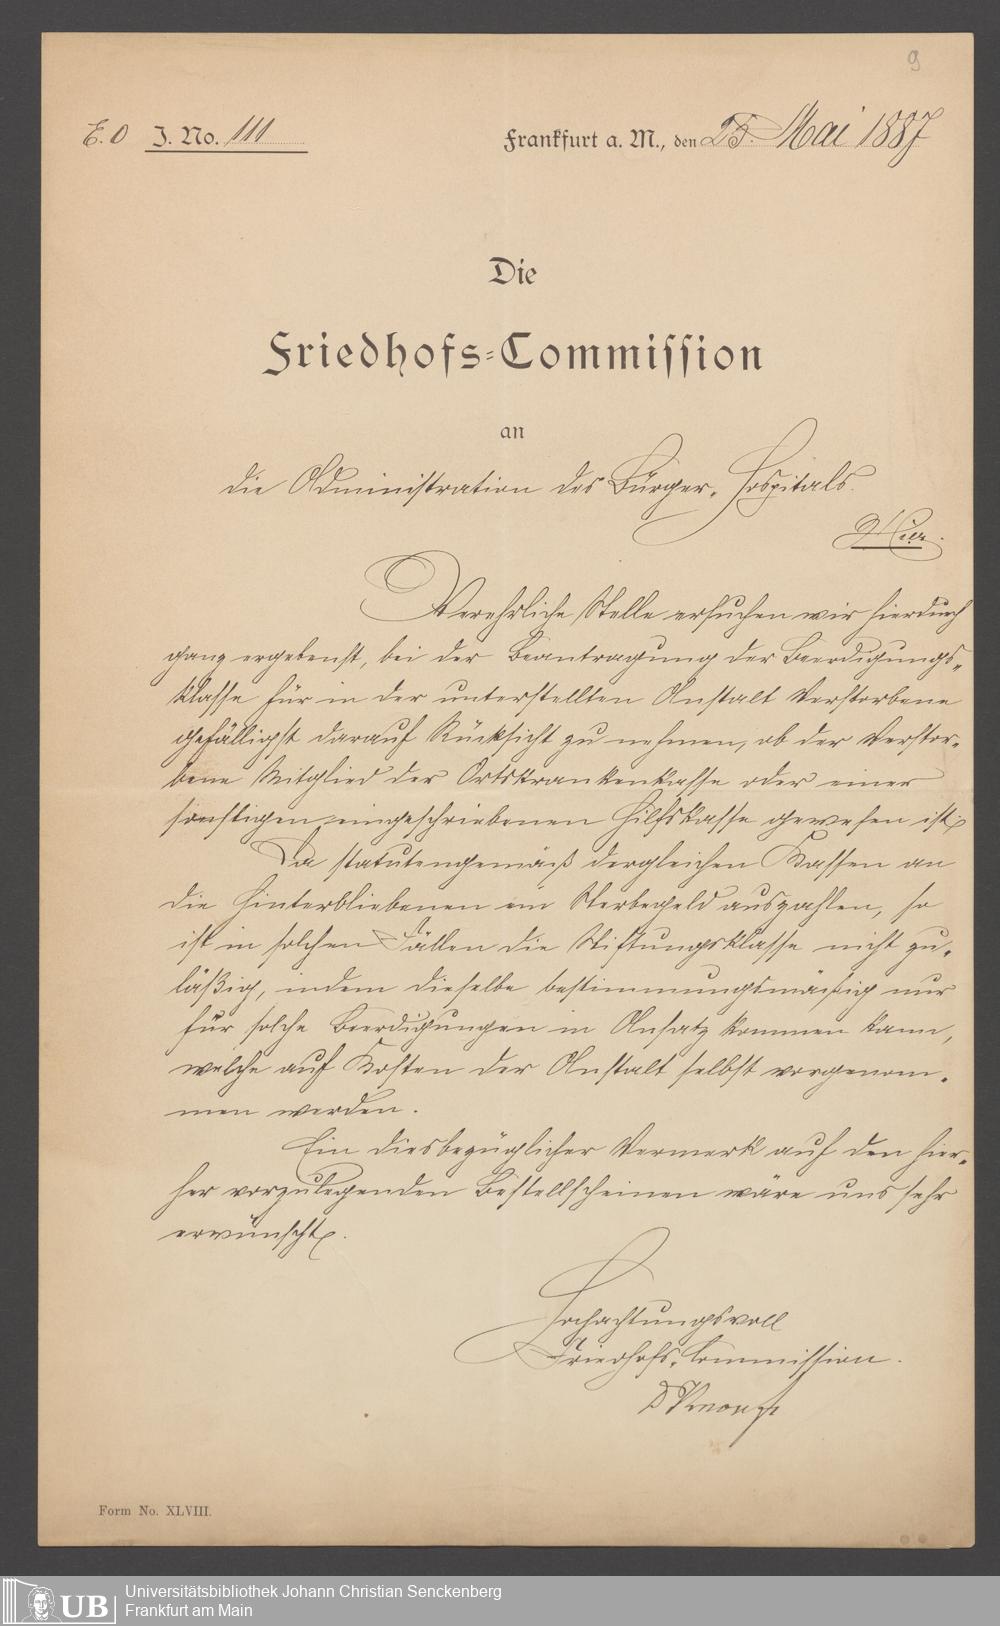 9
E. O J. No. 111
Frankfurt a. M., den 25. Mai 1887
Die
Friedhofs-Commission
an
die Administration des Bürger-Hospitals.
Hier.
Verehrliche Stelle ersuchen wir hierdurch
ganz ergebenst, bei der Beantragung der Beerdigungs-
klasse für in der unterstellten Anstalt Verstorbene
gefälligst darauf Rücksicht zu nehmen, ob der Verstor-
bene Mitglied der Ortskrankenkasse oder einer
sonstigen eingeschriebenen Hilfskasse gewesen ist.
Da statutengemäß dergleichen Kassen an
die Hinterbliebenen ein Sterbegeld auszahlen, so
ist in solchen Fällen die Stiftungsklasse nicht zu-
läßig, indem dieselbe bestimmungsmäßig nur
für solche Beerdigungen in Ansatz kommen kann,
welche auf Kosten der Anstalt selbst vorgenom-
men werden.
Ein diesbezüglicher Vermerk auf den hier-
her vorzulegenden Bestellscheinen wäre uns sehr
erwünscht.
Hochachtungsvoll
Friedhofs-Commission.
Form No. XLVIII.
UB
Universitätsbibliothek Johann Christian Senckenberg
Frankfurt am Main